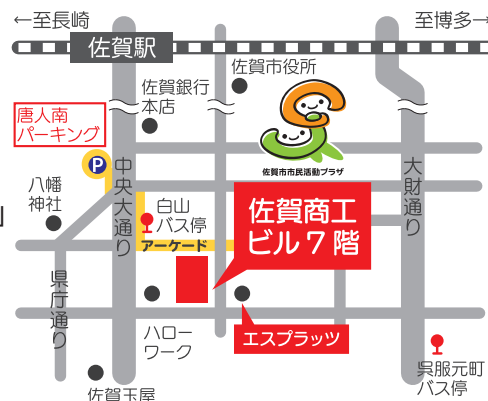 ←至長崎
至博多→
佐賀駅
佐賀市役所
佐賀銀行
本店
唐人南
パーキング
P
佐賀市市民活動プラザ
中央大通り
大財通り
八幡
神社
白山
バス停
アーケード
佐賀商工
ビル7階
県庁通り
ハロー
ワーク
エスプラッツ
呉服元町
バス停
佐賀玉屋